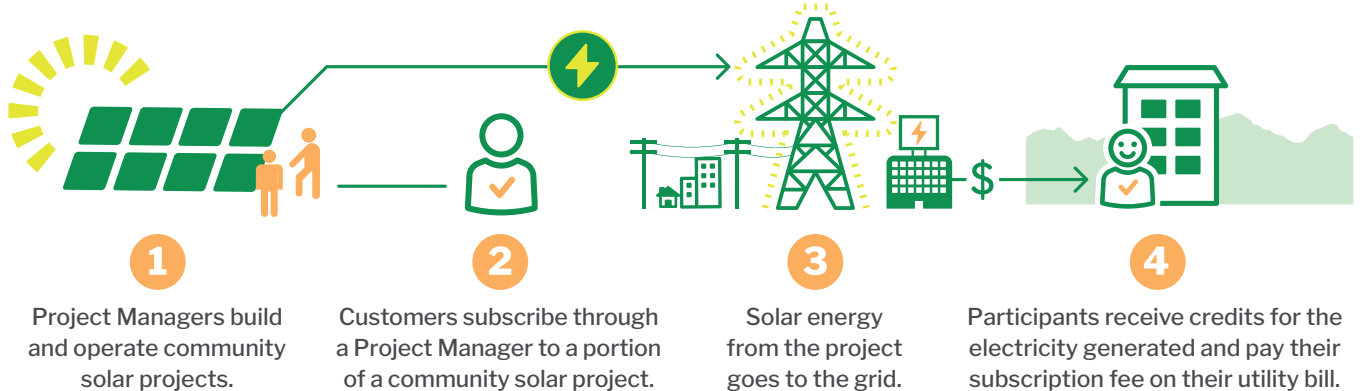 $
1
Project Managers build
and operate community
solar projects.
2
Customers subscribe through
a Project Manager to a portion
of a community solar project.
3
Solar energy
from the project
goes to the grid.
4
Participants receive credits for the
electricity generated and pay their
subscription fee on their utility bill.